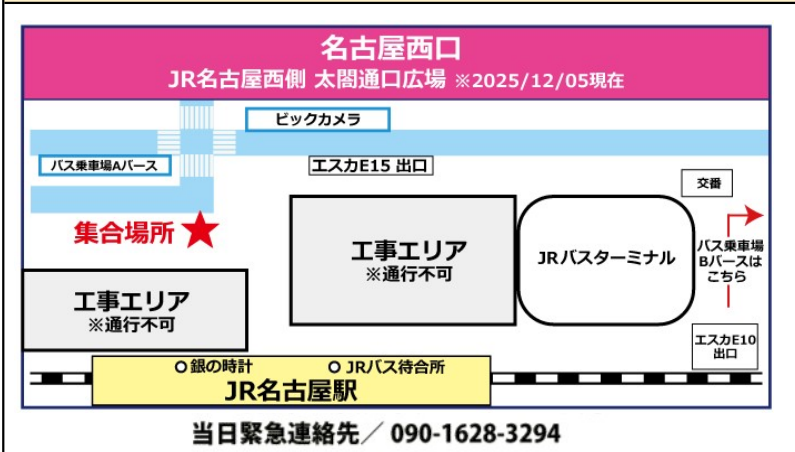 名古屋西口
JR名古屋西側 太閤通口広場 ※2025/12/05現在
ビックカメラ
バス乗車場Aバース
エスカE15 出口
交番
集合場所
工事エリア
※通行不可
JRバスターミナル
バス乗車場
Bバースは
こちら
工事エリア
※通行不可
エスカE10
出口
銀の時計
JRバス待合所
JR名古屋駅
当日緊急連絡先／ 090-1628-3294